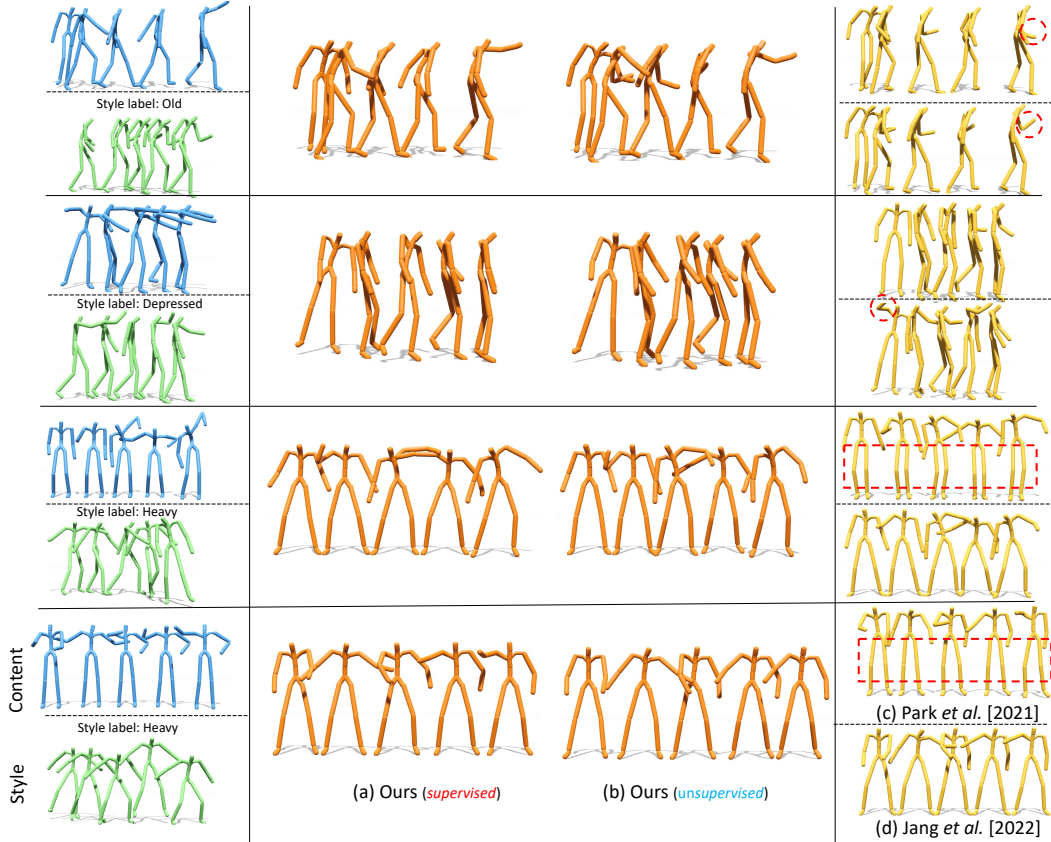 Style label: Old
Style label: Depressed
Style label: Heavy
Content
Style label: Heavy
Style
(a) Ours (supervised)
(b) Ours (unsupervised)
(c) Park et al. [2021]
(d) Jang et al. [2022]